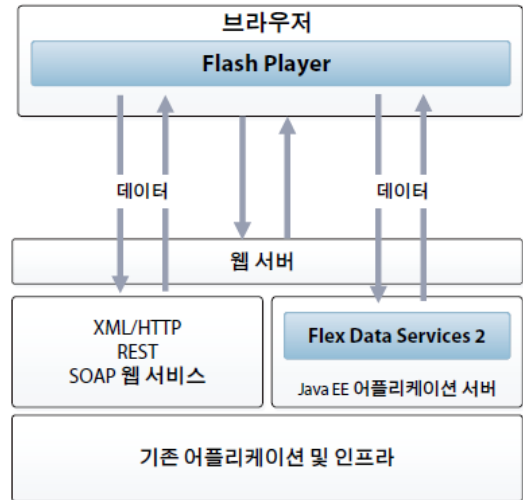 브라우저
Flash Player
데이터
데이터
웹 서버
XML/HTTP
REST
SOAP 웹 서비스
Flex Data Services 2
Java EE 어플리케이션 서버
기존 어플리케이션 및 인프라